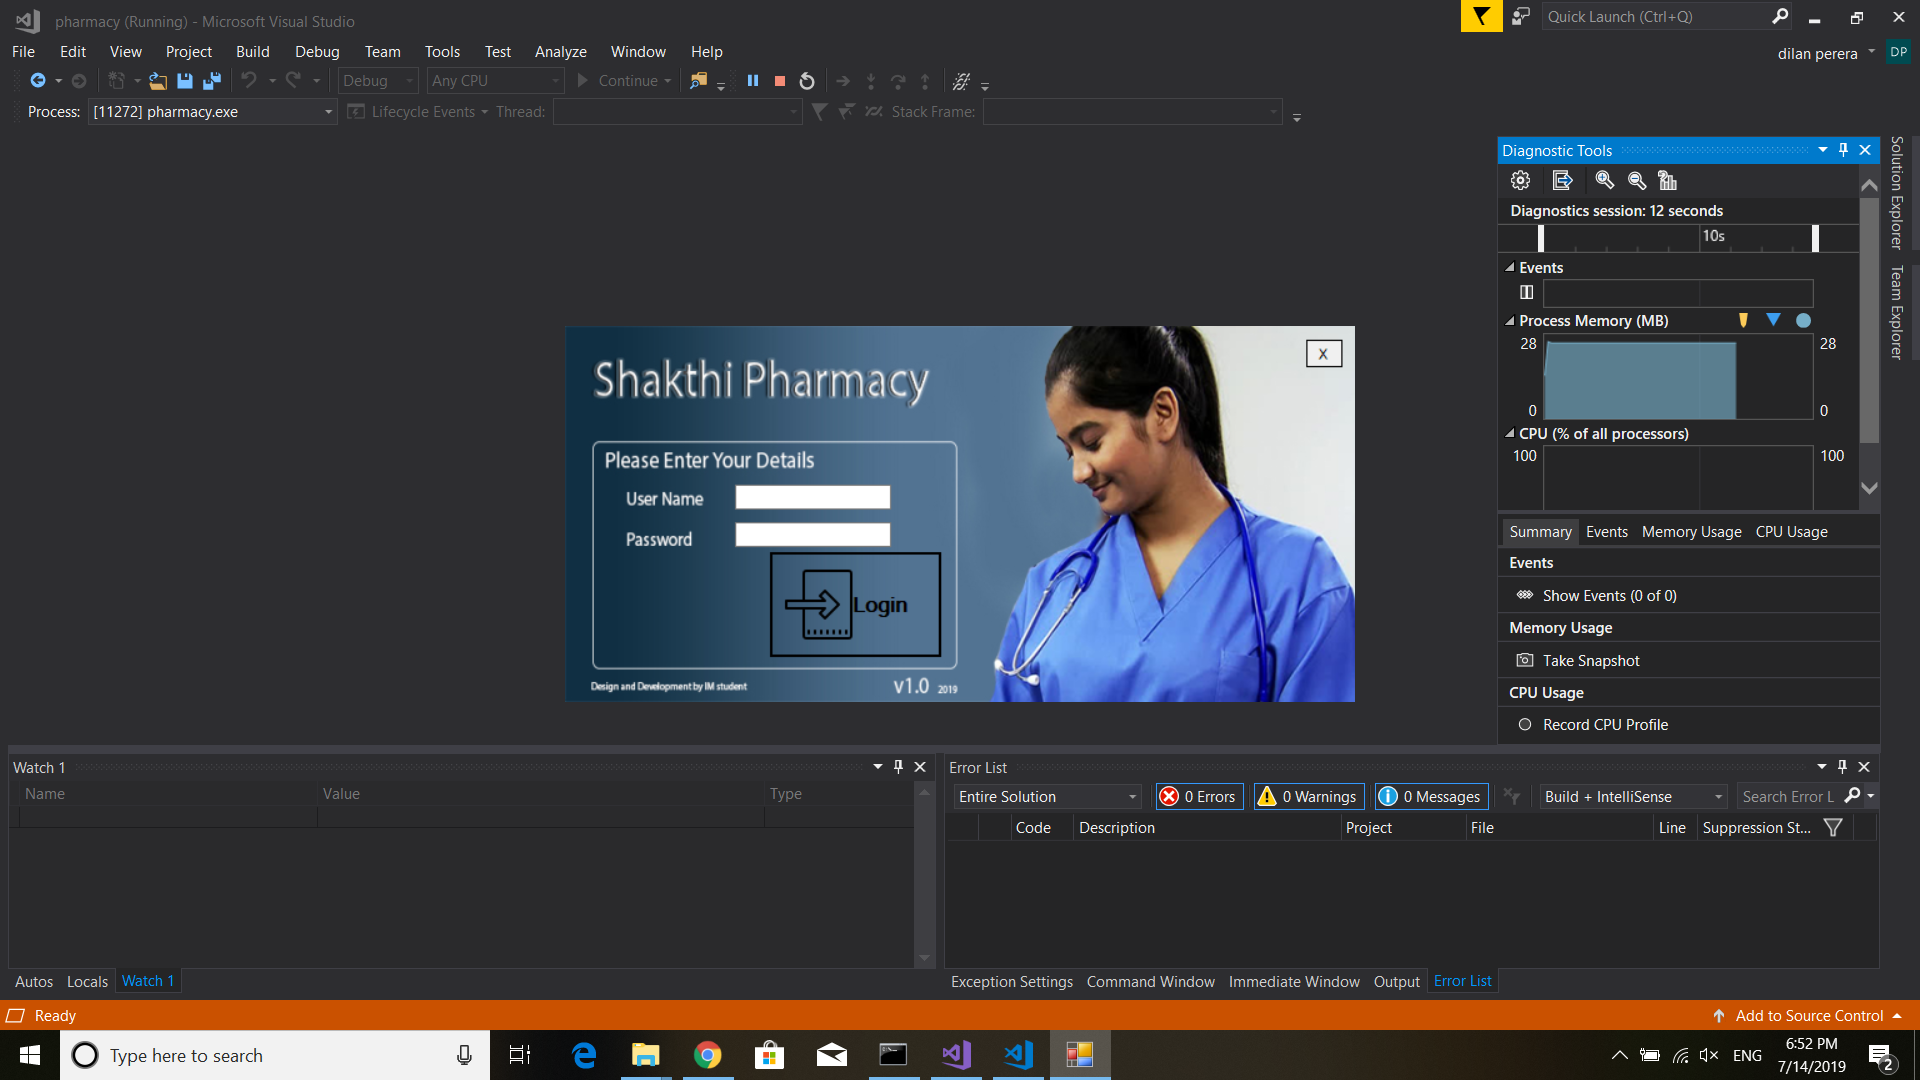 pharmacy (Running) - Microsoft Visual Studio
Quick Launch (Ctrl+Q)
File Edit View Project Build Debug Team Tools Test Analyze Window Help
dilan perera DP
Debug Any CPU Continue
Process: [11272] pharmacy.exe Lifecycle Events Thread: Stack Frame:
Diagnostic Tools
Diagnostics session: 12 seconds
10s
Events
Process Memory (MB)
28 28
0 0
CPU (% of all processors)
100 100
Summary Events Memory Usage CPU Usage
Events
Show Events (0 of 0)
Memory Usage
Take Snapshot
CPU Usage
Record CPU Profile
Solution Explorer
Team Explorer
Shakthi Pharmacy
X
Please Enter Your Details
User Name
Password
Login
Design and Development by IM student v1.0 2019
Watch 1
Name Value Type
Autos Locals Watch 1
Error List
Entire Solution 0 Errors 0 Warnings 0 Messages Build + IntelliSense Search Error L
Code Description Project File Line Suppression St...
Exception Settings Command Window Immediate Window Output Error List
Ready Add to Source Control
Type here to search
ENG
6:52 PM
7/14/2019
2